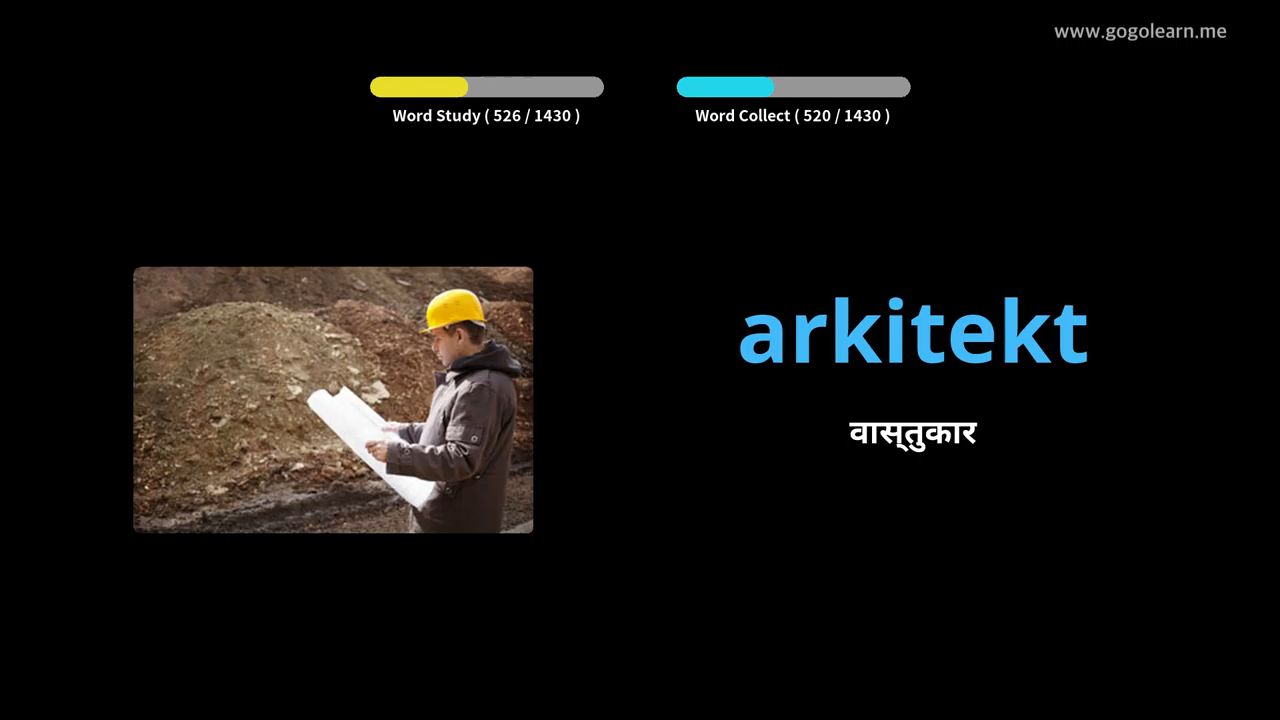 www.gogolearn.me
Word Study ( 526 / 1430 )
Word Collect ( 520 / 1430 )
arkitekt
वास्तुकार